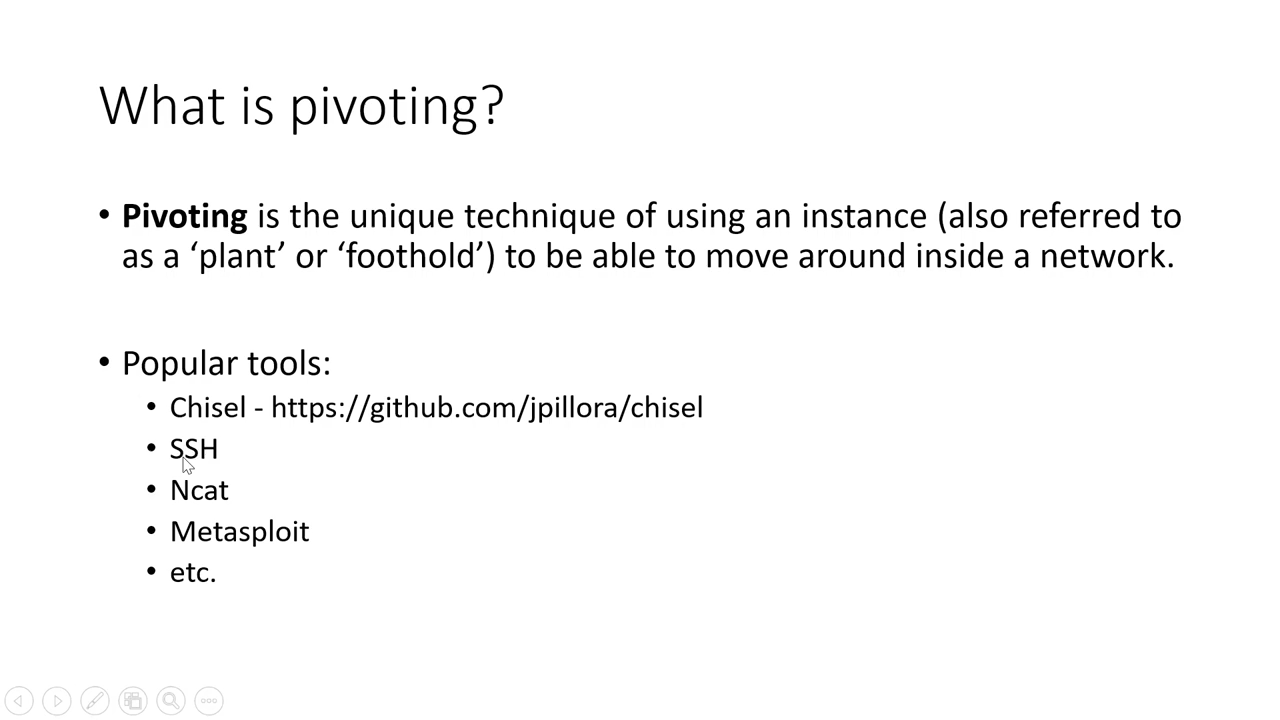 What is pivoting?
• Pivoting is the unique technique of using an instance (also referred to
as a ‘plant’ or ‘foothold’) to be able to move around inside a network.
• Popular tools:
• Chisel - https://github.com/jpillora/chisel
• SSH
• Ncat
• Metasploit
• etc.